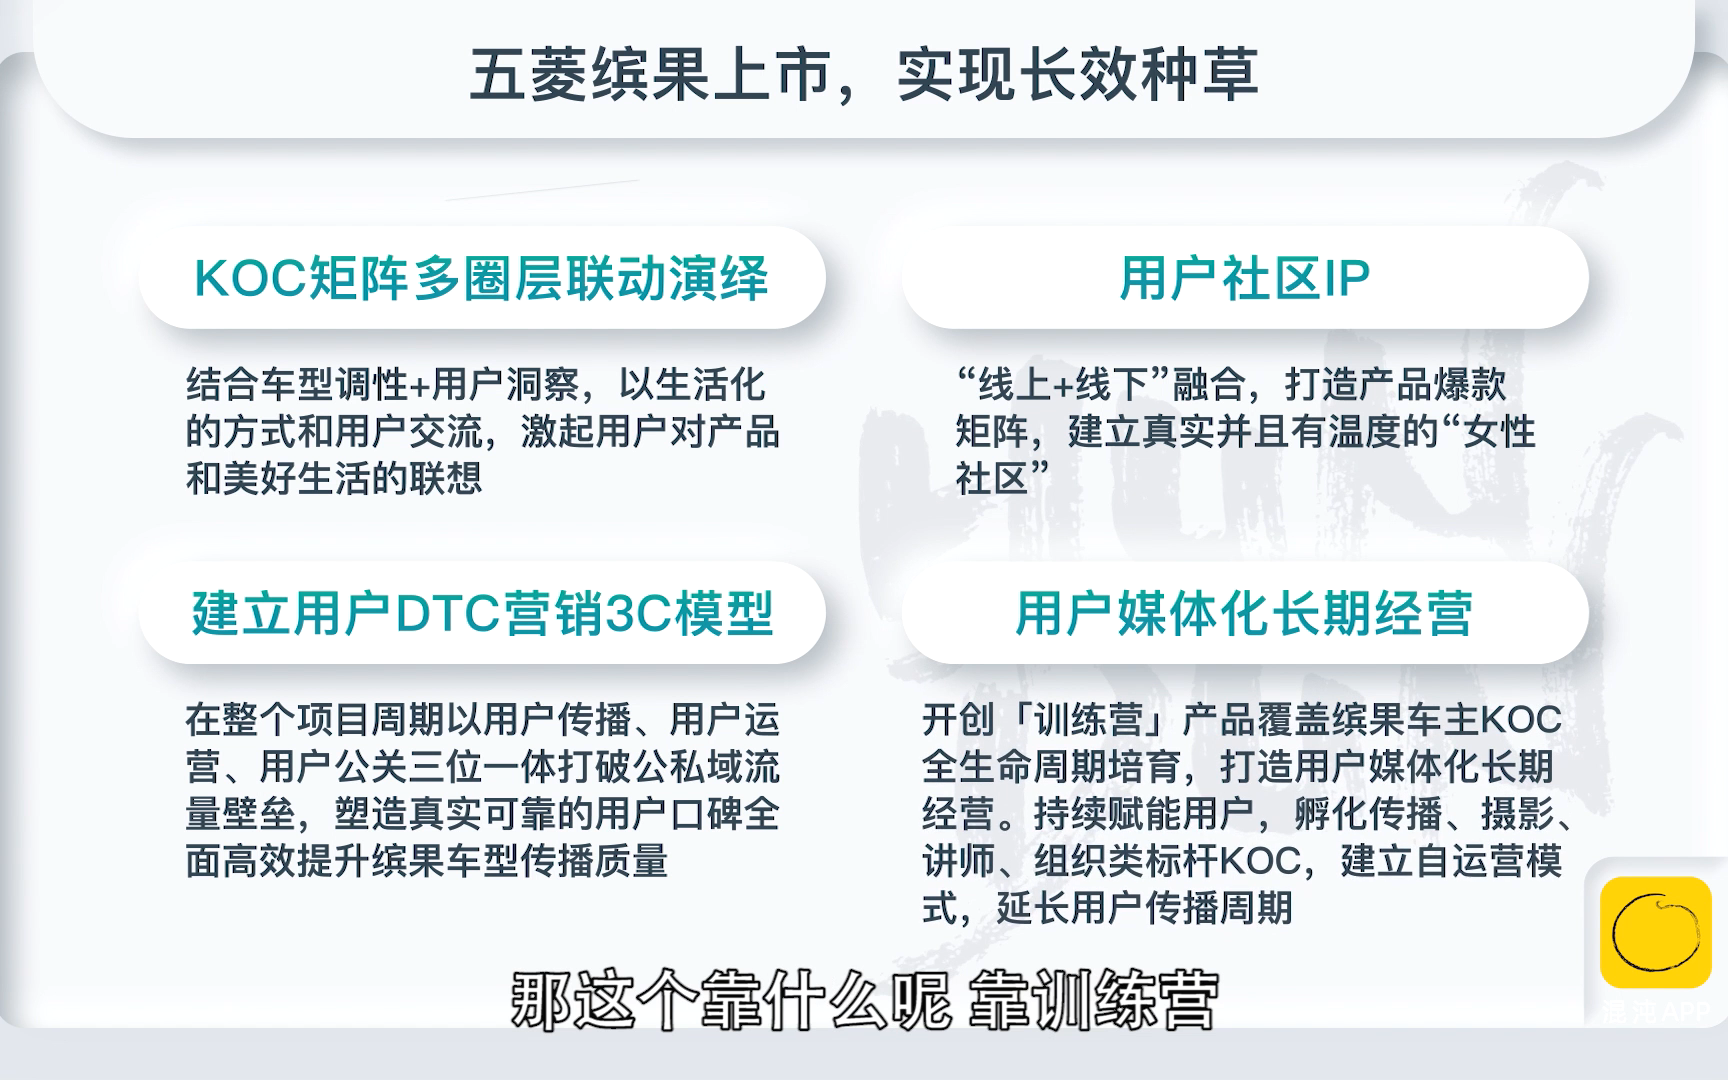 五菱缤果上市，实现长效种草
KOC矩阵多圈层联动演绎
结合车型调性+用户洞察，以生活化
的方式和用户交流，激起用户对产品
和美好生活的联想
用户社区IP
“线上+线下”融合，打造产品爆款
矩阵，建立真实并且有温度的“女性
社区”
建立用户DTC营销3C模型
在整个项目周期以用户传播、用户运
营、用户公关三位一体打破公私域流
量壁垒，塑造真实可靠的用户口碑全
面高效提升缤果车型传播质量
用户媒体化长期经营
开创「训练营」产品覆盖缤果车主KOC
全生命周期培育，打造用户媒体化长期
经营。持续赋能用户，孵化传播、摄影、
讲师、组织类标杆KOC，建立自运营模
式，延长用户传播周期
那这个靠什么呢 靠训练营
混沌APP